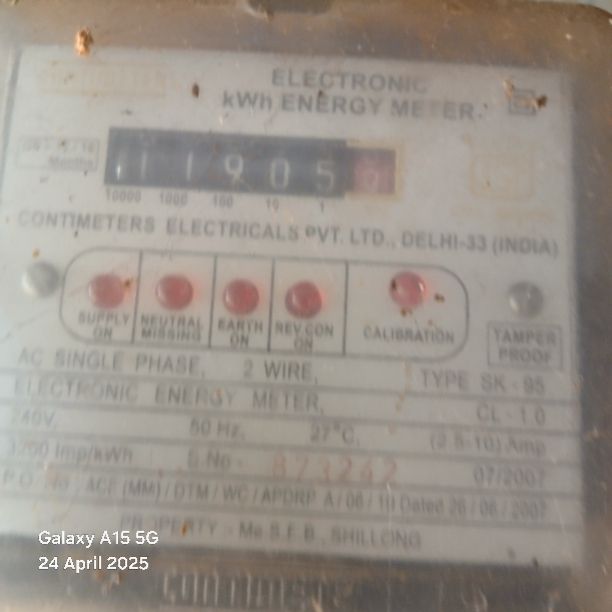 ELECTRONIC
kWh ENERGY METER
Months
11905
10000 1000 100 10 1
CONTIMETERS ELECTRICALS PVT. LTD., DELHI-33 (INDIA)
SUPPLY ON
NEUTRAL MISSING
EARTH ON
REV.CON ON
CALIBRATION
TAMPER PROOF
AC SINGLE PHASE, 2 WIRE, TYPE SK - 95
ELECTRONIC ENERGY METER, CL - 1.0
240V, 50 Hz, 27°C, (2.5-10) Amp
3200 Imp/kWh S.No - 873242 07/2007
P.O. No ACE (MM) / DTM / WC / APDRP A / 06 / Dated 26 / 06 / 2007
PROPERTY :- Me S.E.B., SHILLONG
Galaxy A15 5G
24 April 2025